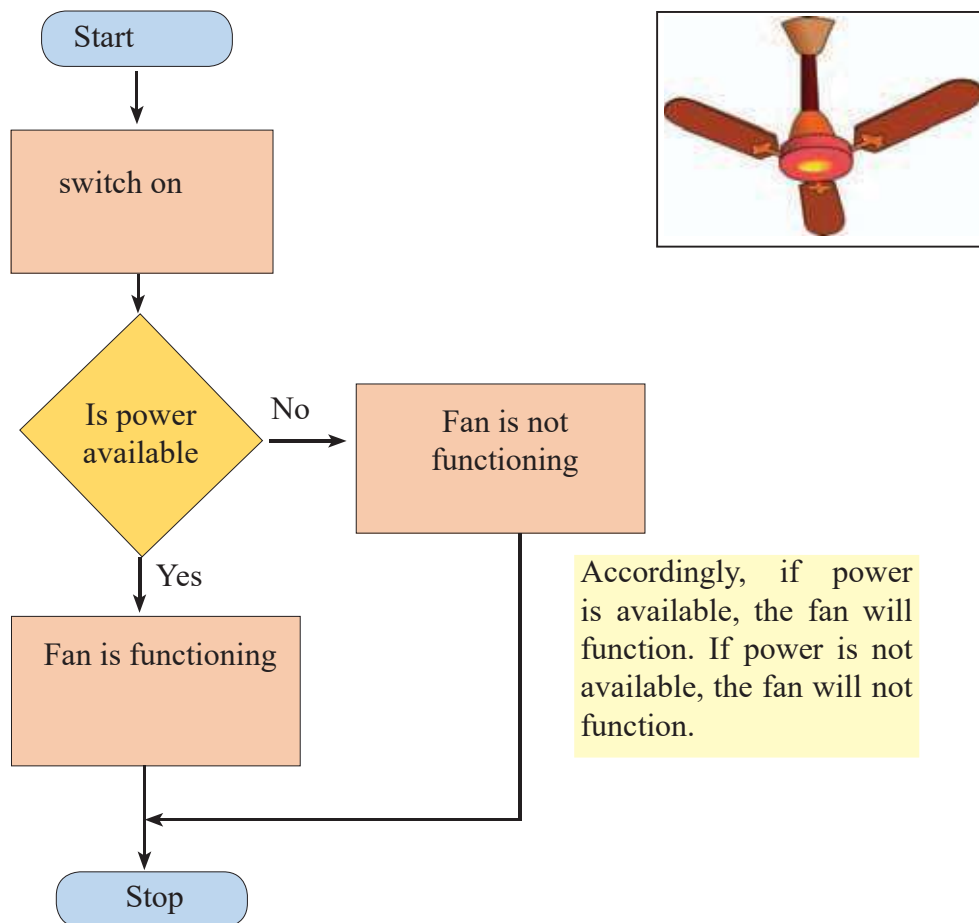 Start
switch on
Is power
available
No
Fan is not
functioning
Yes
Fan is functioning
Accordingly, if power
is available, the fan will
function. If power is not
available, the fan will not
function.
Stop